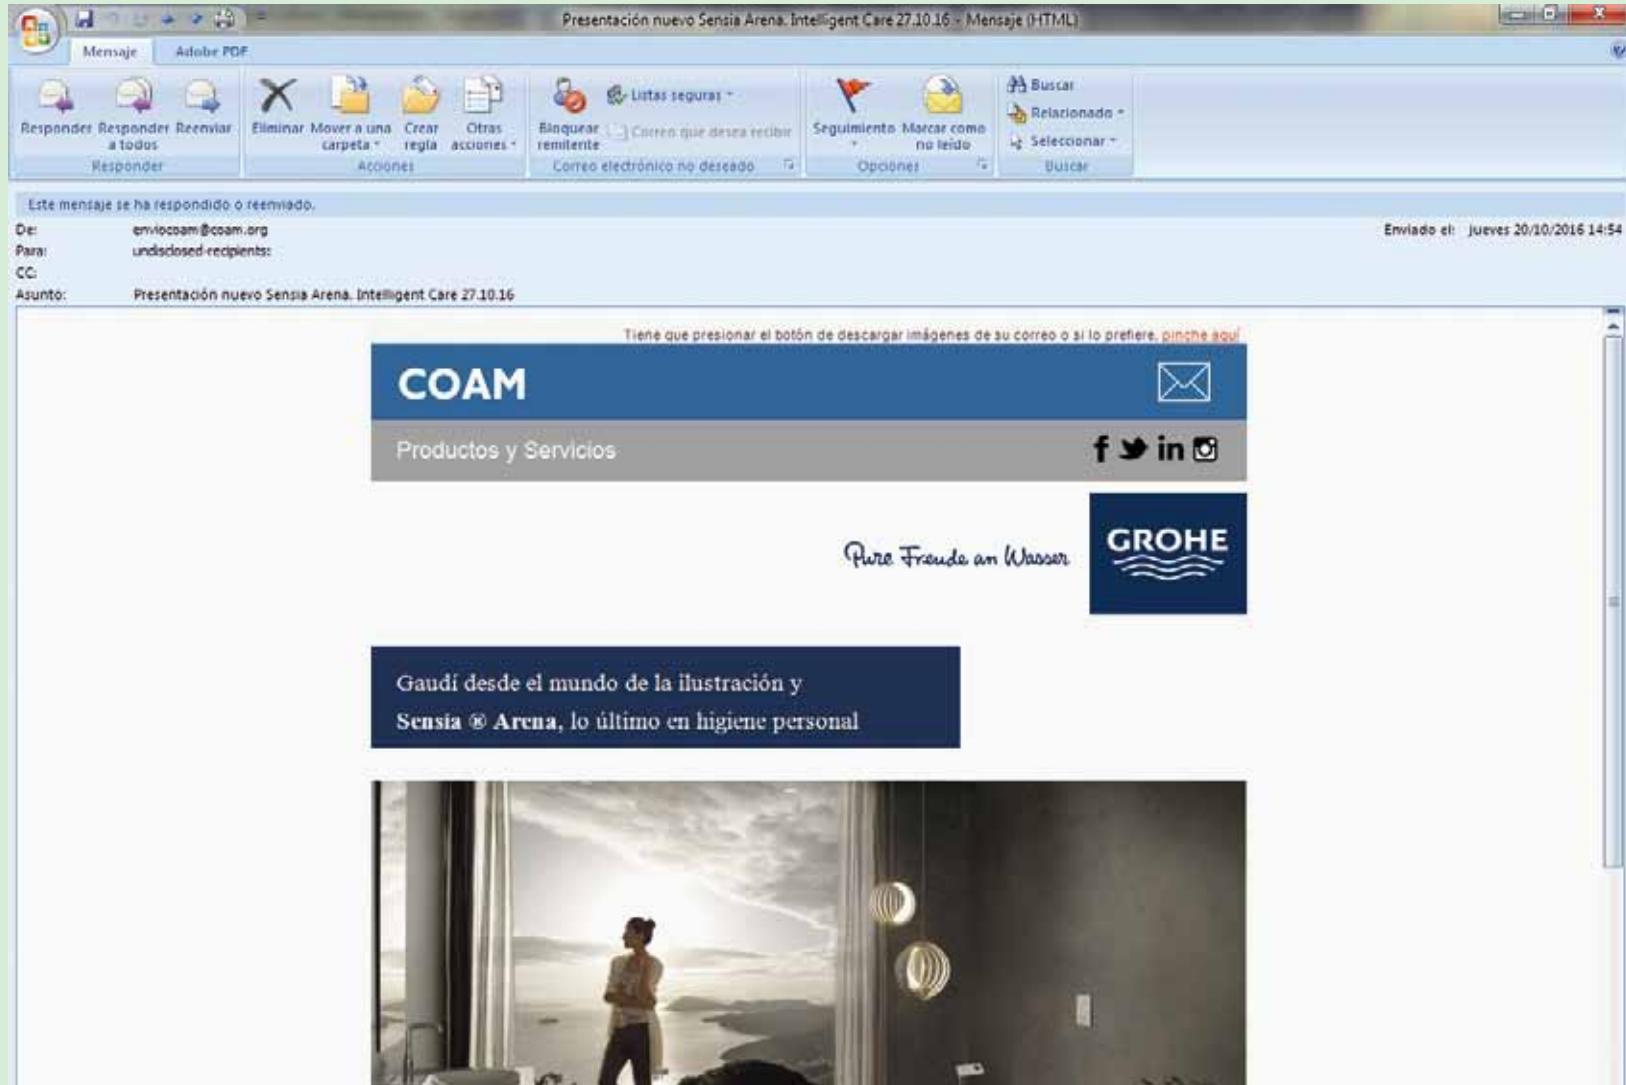 Presentación nuevo Sensia Arena. Intelligent Care 27.10.16 - Mensaje (HTML)
Mensaje Adobe PDF
Responder Responder a todos Reenviar
Responder
Eliminar Mover a una carpeta Crear regla Otras acciones
Acciones
Bloquear remitente Listas seguras
Correo que desea recibir
Correo electrónico no deseado
Seguimiento Marcar como no leído
Opciones
Buscar
Relacionado
Seleccionar
Buscar
Este mensaje se ha respondido o reenviado.
De: enviocoam@coam.org
Enviado el: jueves 20/10/2016 14:54
Para: undisclosed-recipients:
CC:
Asunto: Presentación nuevo Sensia Arena. Intelligent Care 27.10.16
Tiene que presionar el botón de descargar imágenes de su correo o si lo prefiere, pinche aquí
COAM
Productos y Servicios
f in
Pure Freude an Wasser
GROHE
Gaudí desde el mundo de la ilustración y
Sensia ® Arena, lo último en higiene personal